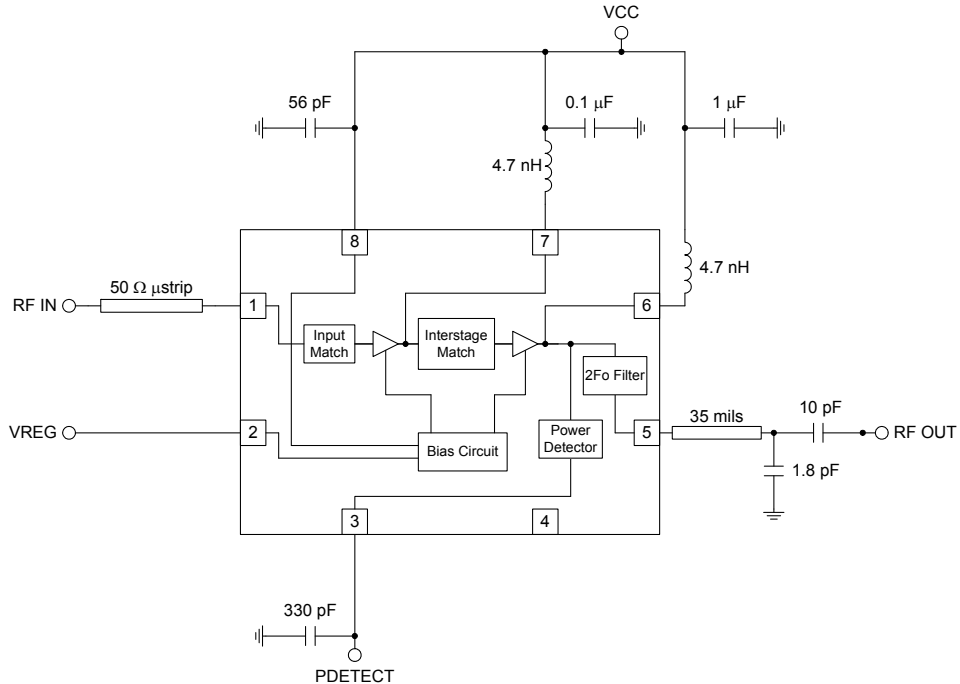 VCC
56 pF
0.1 μF
1 μF
4.7 nH
8
7
4.7 nH
50 Ω μstrip
RF IN
1
6
Input
Match
Interstage
Match
2Fo Filter
35 mils
10 pF
VREG
2
Bias Circuit
Power
Detector
5
RF OUT
1.8 pF
3
4
330 pF
PDETECT